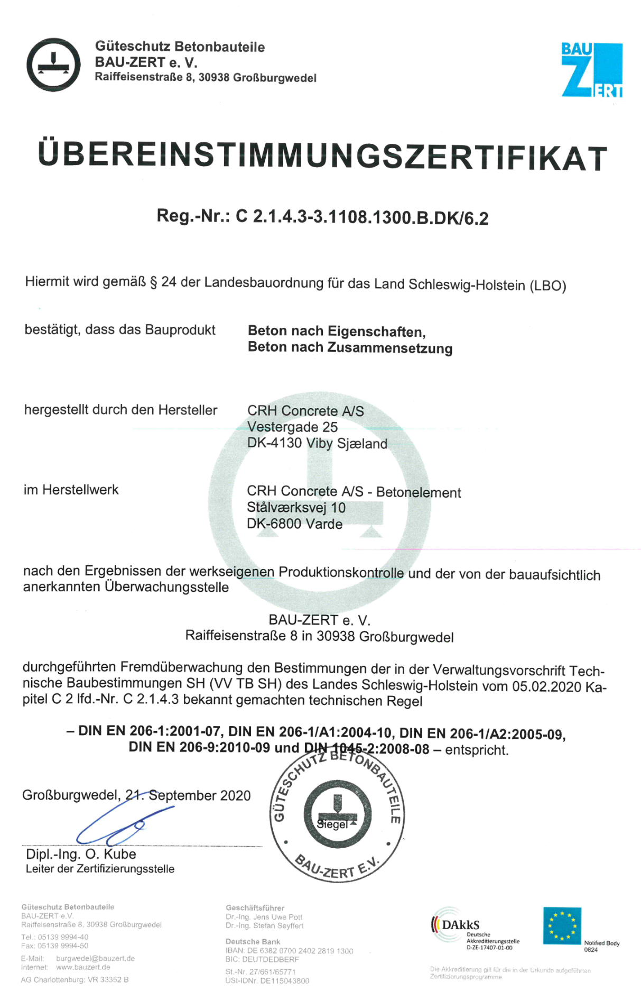 Güteschutz Betonbauteile
BAU-ZERT e. V.
Raiffeisenstraße 8, 30938 Großburgwedel
BAU
ZERT
ÜBEREINSTIMMUNGSZERTIFIKAT
Reg.-Nr.: C 2.1.4.3-3.1108.1300.B.DK/6.2
Hiermit wird gemäß § 24 der Landesbauordnung für das Land Schleswig-Holstein (LBO)
bestätigt, dass das Bauprodukt Beton nach Eigenschaften,
Beton nach Zusammensetzung
hergestellt durch den Hersteller CRH Concrete A/S
Vestergade 25
DK-4130 Viby Sjæland
im Herstellwerk CRH Concrete A/S - Betonelement
Stålværksvej 10
DK-6800 Varde
nach den Ergebnissen der werkseigenen Produktionskontrolle und der von der bauaufsichtlich
anerkannten Überwachungsstelle
BAU-ZERT e. V.
Raiffeisenstraße 8 in 30938 Großburgwedel
durchgeführten Fremdüberwachung den Bestimmungen der in der Verwaltungsvorschrift Tech-
nische Baubestimmungen SH (VV TB SH) des Landes Schleswig-Holstein vom 05.02.2020 Ka-
pitel C 2 lfd.-Nr. C 2.1.4.3 bekannt gemachten technischen Regel
– DIN EN 206-1:2001-07, DIN EN 206-1/A1:2004-10, DIN EN 206-1/A2:2005-09,
DIN EN 206-9:2010-09 und DIN 1045-2:2008-08 – entspricht.
GÜTESCHUTZ BETONBAUTEILE
Siegel
BAU-ZERT E.V.
Großburgwedel, 21. September 2020
Dipl.-Ing. O. Kube
Leiter der Zertifizierungsstelle
Güteschutz Betonbauteile
BAU-ZERT e.V.
Raiffeisenstraße 8, 30938 Großburgwedel
Tel.: 05139 9994-40
Fax: 05139 9994-50
E-Mail: burgwedel@bauzert.de
Internet: www.bauzert.de
AG Charlottenburg: VR 33352 B
Geschäftsführer
Dr.-Ing. Jens Uwe Pott
Dr.-Ing. Stefan Seyffert
Deutsche Bank
IBAN: DE 6382 0700 2402 2819 1300
BIC: DEUTDEDBERF
St.-Nr. 27/661/65771
USt-IDNr. DE115043800
DAkkS
Deutsche
Akkreditierungsstelle
D-ZE-17407-01-00
Notified Body
0824
Die Akkreditierung gilt für die in der Urkunde aufgeführten
Zertifizierungsprogramme.